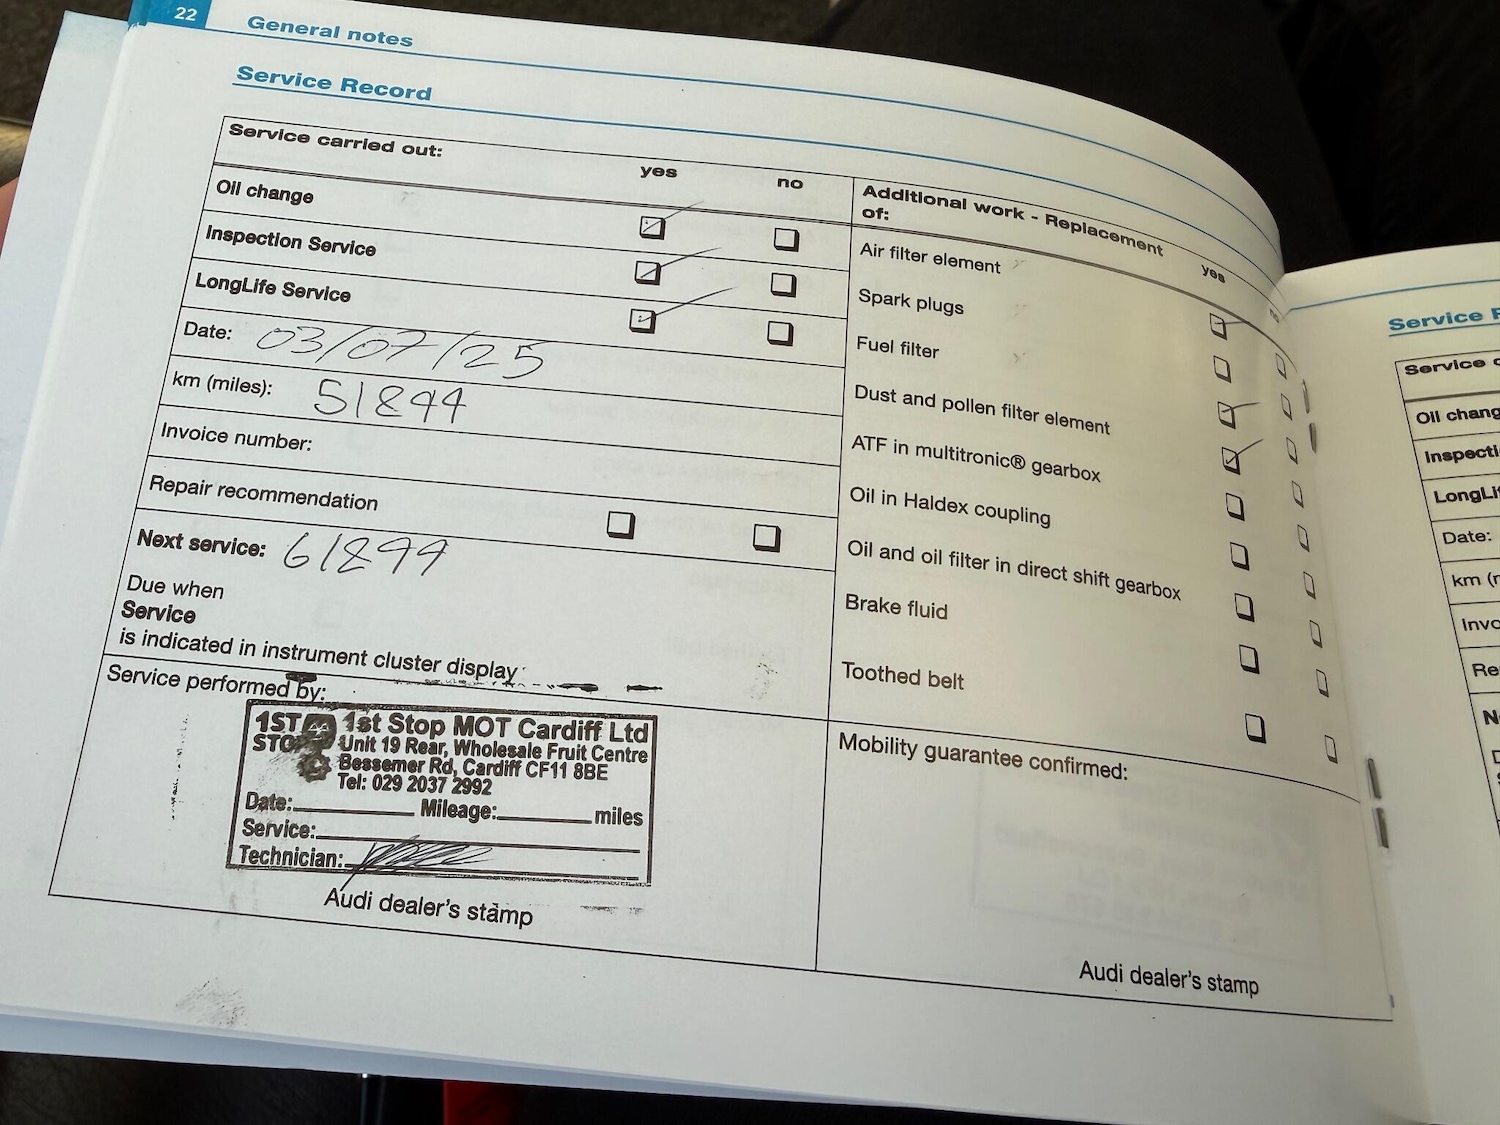 22
General notes
Service Record
Service carried out:
yes
no
Oil change
Inspection Service
LongLife Service
Date: 03/07/25
km (miles): 51899
Invoice number:
Repair recommendation
Next service: 61899
Due when
Service
is indicated in instrument cluster display
Service performed by:
1ST
STOP
1st Stop MOT Cardiff Ltd
Unit 19 Rear, Wholesale Fruit Centre
Bessemer Rd, Cardiff CF11 8BE
Tel: 029 2037 2992
Date: Mileage: miles
Service:
Technician:
Audi dealer's stamp
Additional work - Replacement
of:
yes
no
Air filter element
Spark plugs
Fuel filter
Dust and pollen filter element
ATF in multitronic® gearbox
Oil in Haldex coupling
Oil and oil filter in direct shift gearbox
Brake fluid
Toothed belt
Mobility guarantee confirmed:
Audi dealer's stamp
Service
Service
Oil chang
Inspecti
LongLif
Date:
km (r
Invo
Re